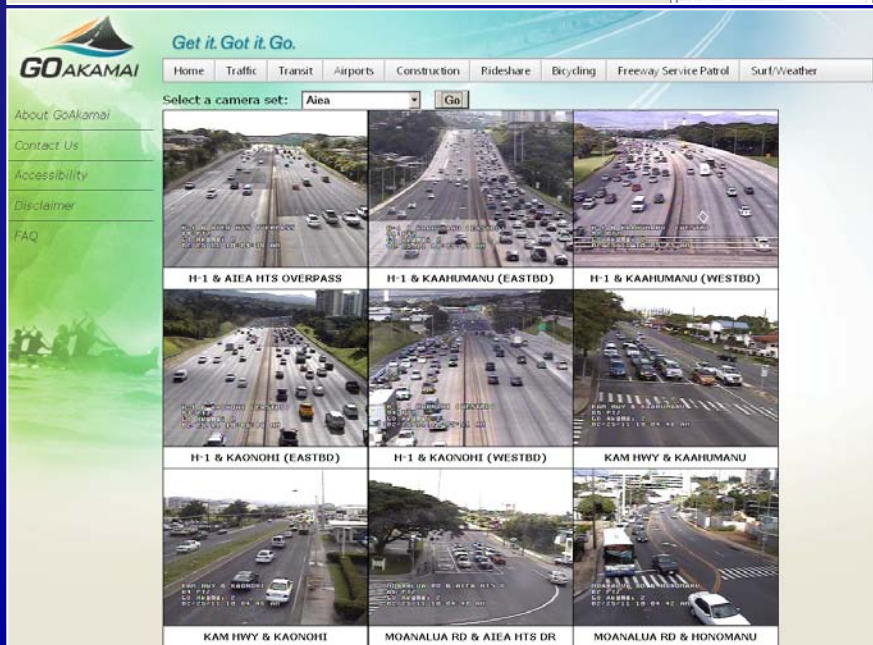 Get it. Got it. Go.
GOAKAMAI
Home Traffic Transit Airports Construction Rideshare Bicycling Freeway Service Patrol Surf/Weather
Select a camera set: Aiea Go
About GoAkamai
Contact Us
Accessibility
Disclaimer
FAQ
H-1 & AIEA HTS OVERPASS
H-1 & KAAHUMANU (EASTBD)
H-1 & KAAHUMANU (WESTBD)
H-1 & KAONOHI (EASTBD)
H-1 & KAONOHI (WESTBD)
KAM HWY & KAAHUMANU
KAM HWY & KAONOHI
MOANALUA RD & AIEA HTS DR
MOANALUA RD & HONOMANU